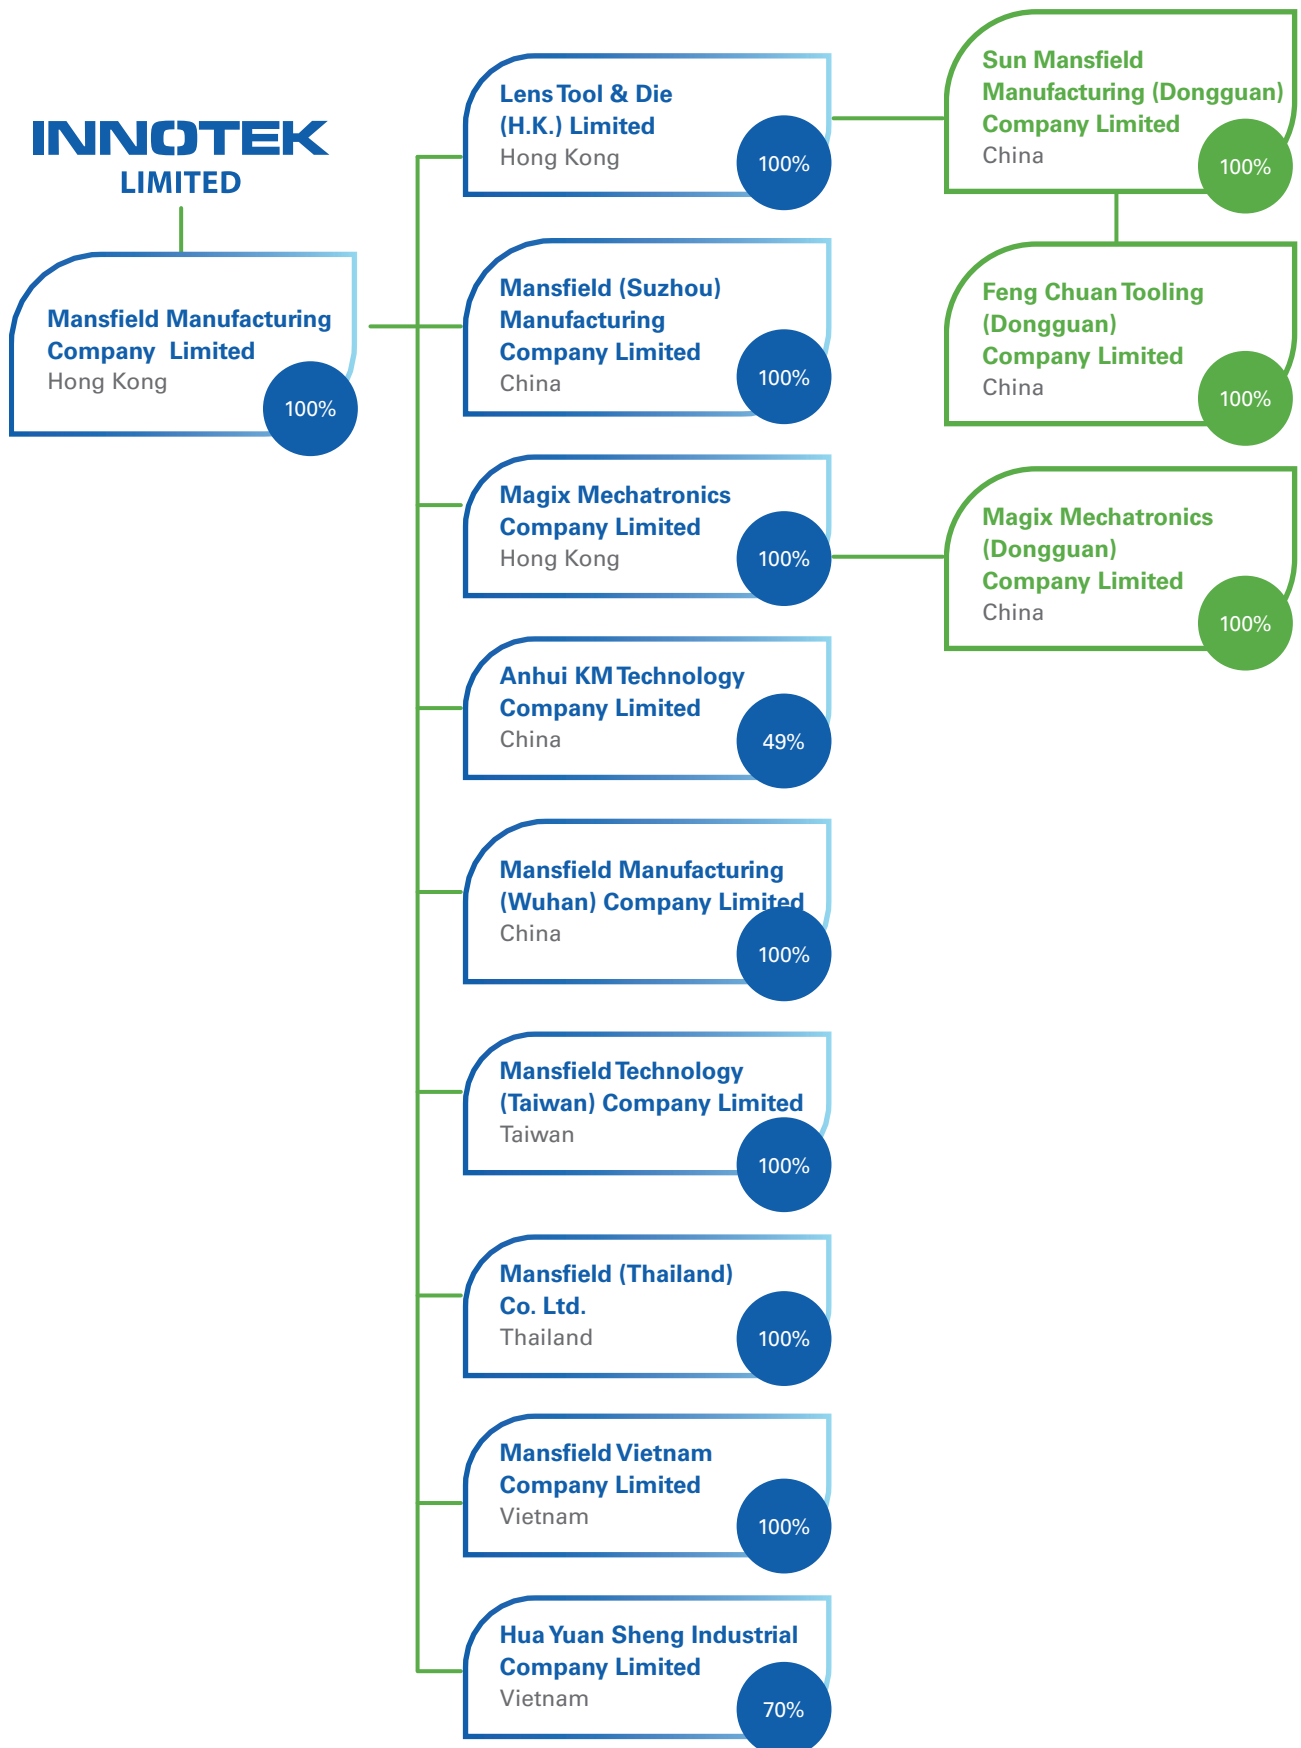 INNOTEK
LIMITED
Mansfield Manufacturing
Company Limited
Hong Kong
100%
Lens Tool & Die
(H.K.) Limited
Hong Kong
100%
Mansfield (Suzhou)
Manufacturing
Company Limited
China
100%
Magix Mechatronics
Company Limited
Hong Kong
100%
Anhui KM Technology
Company Limited
China
49%
Mansfield Manufacturing
(Wuhan) Company Limited
China
100%
Mansfield Technology
(Taiwan) Company Limited
Taiwan
100%
Mansfield (Thailand)
Co. Ltd.
Thailand
100%
Mansfield Vietnam
Company Limited
Vietnam
100%
Hua Yuan Sheng Industrial
Company Limited
Vietnam
70%
Sun Mansfield
Manufacturing (Dongguan)
Company Limited
China
100%
Feng Chuan Tooling
(Dongguan)
Company Limited
China
100%
Magix Mechatronics
(Dongguan)
Company Limited
China
100%